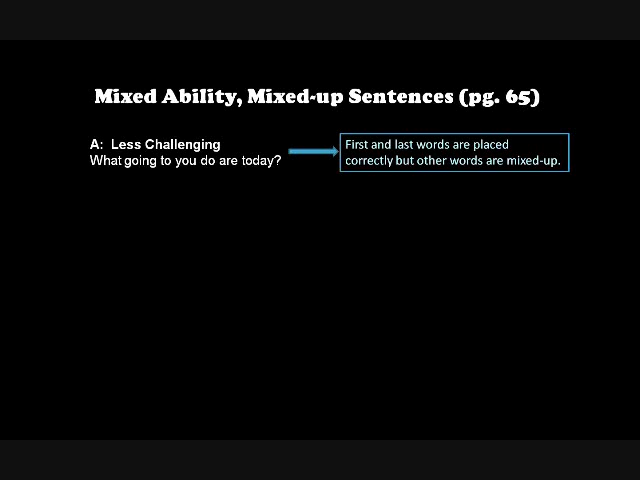 Mixed Ability, Mixed-up Sentences (pg. 65)
A:  Less Challenging
What going to you do are today?
First and last words are placed
correctly but other words are mixed-up.